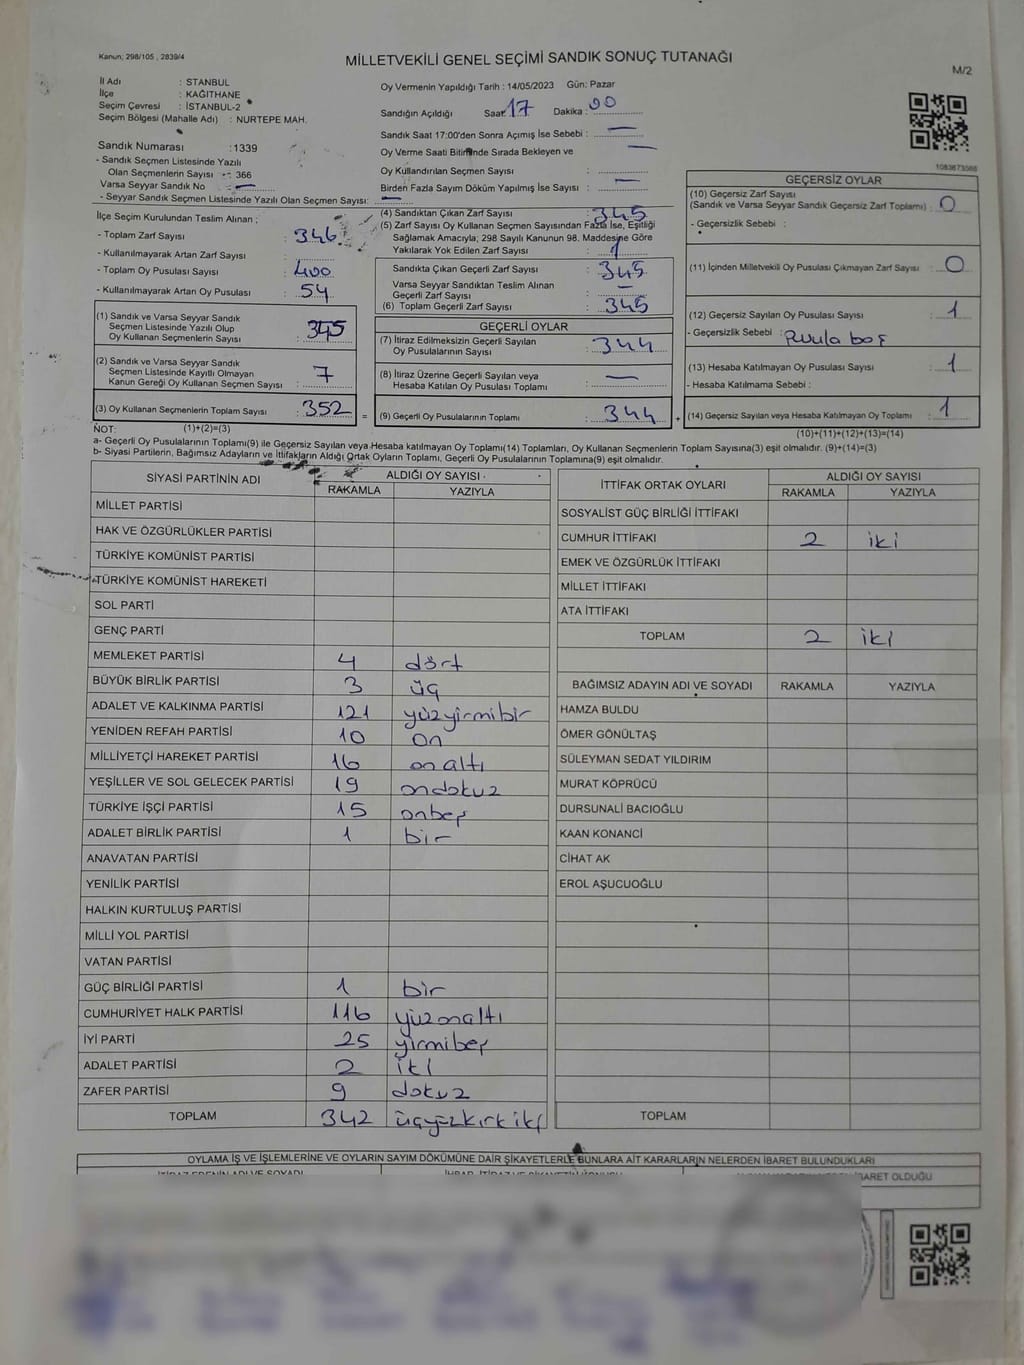 Kanun; 298/105 , 2839/4
MİLLETVEKİLİ GENEL SEÇİMİ SANDIK SONUÇ TUTANAĞI
M/2
İl Adı : STANBUL
İlçe : KAĞITHANE
Seçim Çevresi : İSTANBUL-2
Seçim Bölgesi (Mahalle Adı) : NURTEPE MAH.
Oy Vermenin Yapıldığı Tarih : 14/05/2023 Gün: Pazar
Sandığın Açıldığı Saat: 17 Dakika : 00
Sandık Saat 17:00'den Sonra Açımış İse Sebebi : —
Oy Verme Saati Bitiminde Sırada Bekleyen ve —
Oy Kullandırılan Seçmen Sayısı :
Birden Fazla Sayım Döküm Yapılmış İse Sayısı : —
Sandık Numarası : 1339
- Sandık Seçmen Listesinde Yazılı
Olan Seçmenlerin Sayısı : 366
Varsa Seyyar Sandık No : —
- Seyyar Sandık Seçmen Listesinde Yazılı Olan Seçmen Sayısı: —
İlçe Seçim Kurulundan Teslim Alınan ;
- Toplam Zarf Sayısı : 346
- Kullanılmayarak Artan Zarf Sayısı :
- Toplam Oy Pusulası Sayısı : 400
- Kullanılmayarak Artan Oy Pusulası : 54
(1) Sandık ve Varsa Seyyar Sandık
Seçmen Listesinde Yazılı Olup
Oy Kullanan Seçmenlerin Sayısı : 345
(2) Sandık ve Varsa Seyyar Sandık
Seçmen Listesinde Kayıtlı Olmayan
Kanun Gereği Oy Kullanan Seçmen Sayısı : 7
(3) Oy Kullanan Seçmenlerin Toplam Sayısı : 352 =
(4) Sandıktan Çıkan Zarf Sayısı : 345
(5) Zarf Sayısı Oy Kullanan Seçmen Sayısından Fazla İse, Eşitliği
Sağlamak Amacıyla; 298 Sayılı Kanunun 98. Maddesine Göre
Yakılarak Yok Edilen Zarf Sayısı : 1
Sandıkta Çıkan Geçerli Zarf Sayısı : 345
Varsa Seyyar Sandıktan Teslim Alınan
Geçerli Zarf Sayısı : —
(6) Toplam Geçerli Zarf Sayısı : 345
GEÇERLİ OYLAR
(7) İtiraz Edilmeksizin Geçerli Sayılan
Oy Pusulalarının Sayısı : 344
(8) İtiraz Üzerine Geçerli Sayılan veya
Hesaba Katılan Oy Pusulası Toplamı : —
(9) Geçerli Oy Pusulalarının Toplamı : 344 +
1083673566
GEÇERSİZ OYLAR
(10) Geçersiz Zarf Sayısı
(Sandık ve Varsa Seyyar Sandık Geçersiz Zarf Toplamı) : 0
- Geçersizlik Sebebi :
(11) İçinden Milletvekili Oy Pusulası Çıkmayan Zarf Sayısı : 0
(12) Geçersiz Sayılan Oy Pusulası Sayısı : 1
- Geçersizlik Sebebi : Pusula boş
(13) Hesaba Katılmayan Oy Pusulası Sayısı : 1
- Hesaba Katılmama Sebebi :
(14) Geçersiz Sayılan veya Hesaba Katılmayan Oy Toplamı : 1
NOT: (1)+(2)=(3)
(10)+(11)+(12)+(13)=(14)
a- Geçerli Oy Pusulalarının Toplamı(9) ile Geçersiz Sayılan veya Hesaba katılmayan Oy Toplamı(14) Toplamları, Oy Kullanan Seçmenlerin Toplam Sayısına(3) eşit olmalıdır. (9)+(14)=(3)
b- Siyasi Partilerin, Bağımsız Adayların ve İttifakların Aldığı Ortak Oyların Toplamı, Geçerli Oy Pusulalarının Toplamına(9) eşit olmalıdır.
SİYASİ PARTİNİN ADI ALDIĞI OY SAYISI
RAKAMLA YAZIYLA
MİLLET PARTİSİ
HAK VE ÖZGÜRLÜKLER PARTİSİ
TÜRKİYE KOMÜNİST PARTİSİ
TÜRKİYE KOMÜNİST HAREKETİ
SOL PARTİ
GENÇ PARTİ
MEMLEKET PARTİSİ 4 dört
BÜYÜK BİRLİK PARTİSİ 3 üç
ADALET VE KALKINMA PARTİSİ 121 yüzyirmibir
YENİDEN REFAH PARTİSİ 10 on
MİLLİYETÇİ HAREKET PARTİSİ 16 onaltı
YEŞİLLER VE SOL GELECEK PARTİSİ 19 ondokuz
TÜRKİYE İŞÇİ PARTİSİ 15 onbeş
ADALET BİRLİK PARTİSİ 1 bir
ANAVATAN PARTİSİ
YENİLİK PARTİSİ
HALKIN KURTULUŞ PARTİSİ
MİLLİ YOL PARTİSİ
VATAN PARTİSİ
GÜÇ BİRLİĞİ PARTİSİ 1 bir
CUMHURİYET HALK PARTİSİ 116 yüzonaltı
İYİ PARTİ 25 yirmibeş
ADALET PARTİSİ 2 iki
ZAFER PARTİSİ 9 dokuz
TOPLAM 342 üçyüzkırkiki
İTTİFAK ORTAK OYLARI ALDIĞI OY SAYISI
RAKAMLA YAZIYLA
SOSYALİST GÜÇ BİRLİĞİ İTTİFAKI
CUMHUR İTTİFAKI 2 iki
EMEK VE ÖZGÜRLÜK İTTİFAKI
MİLLET İTTİFAKI
ATA İTTİFAKI
TOPLAM 2 iki
BAĞIMSIZ ADAYIN ADI VE SOYADI RAKAMLA YAZIYLA
HAMZA BULDU
ÖMER GÖNÜLTAŞ
SÜLEYMAN SEDAT YILDIRIM
MURAT KÖPRÜCÜ
DURSUNALİ BACIOĞLU
KAAN KONANCİ
CİHAT AK
EROL AŞUCUOĞLU
TOPLAM
OYLAMA İŞ VE İŞLEMLERİNE VE OYLARIN SAYIM DÖKÜMÜNE DAİR ŞİKAYETLERLE BUNLARA AİT KARARLARIN NELERDEN İBARET BULUNDUKLARI
İTİRAZ EDENİN ADI VE SOYADI
İHBAR, İTİRAZ VE ŞİKAYETİN KONUSU
İBARET OLDUĞU